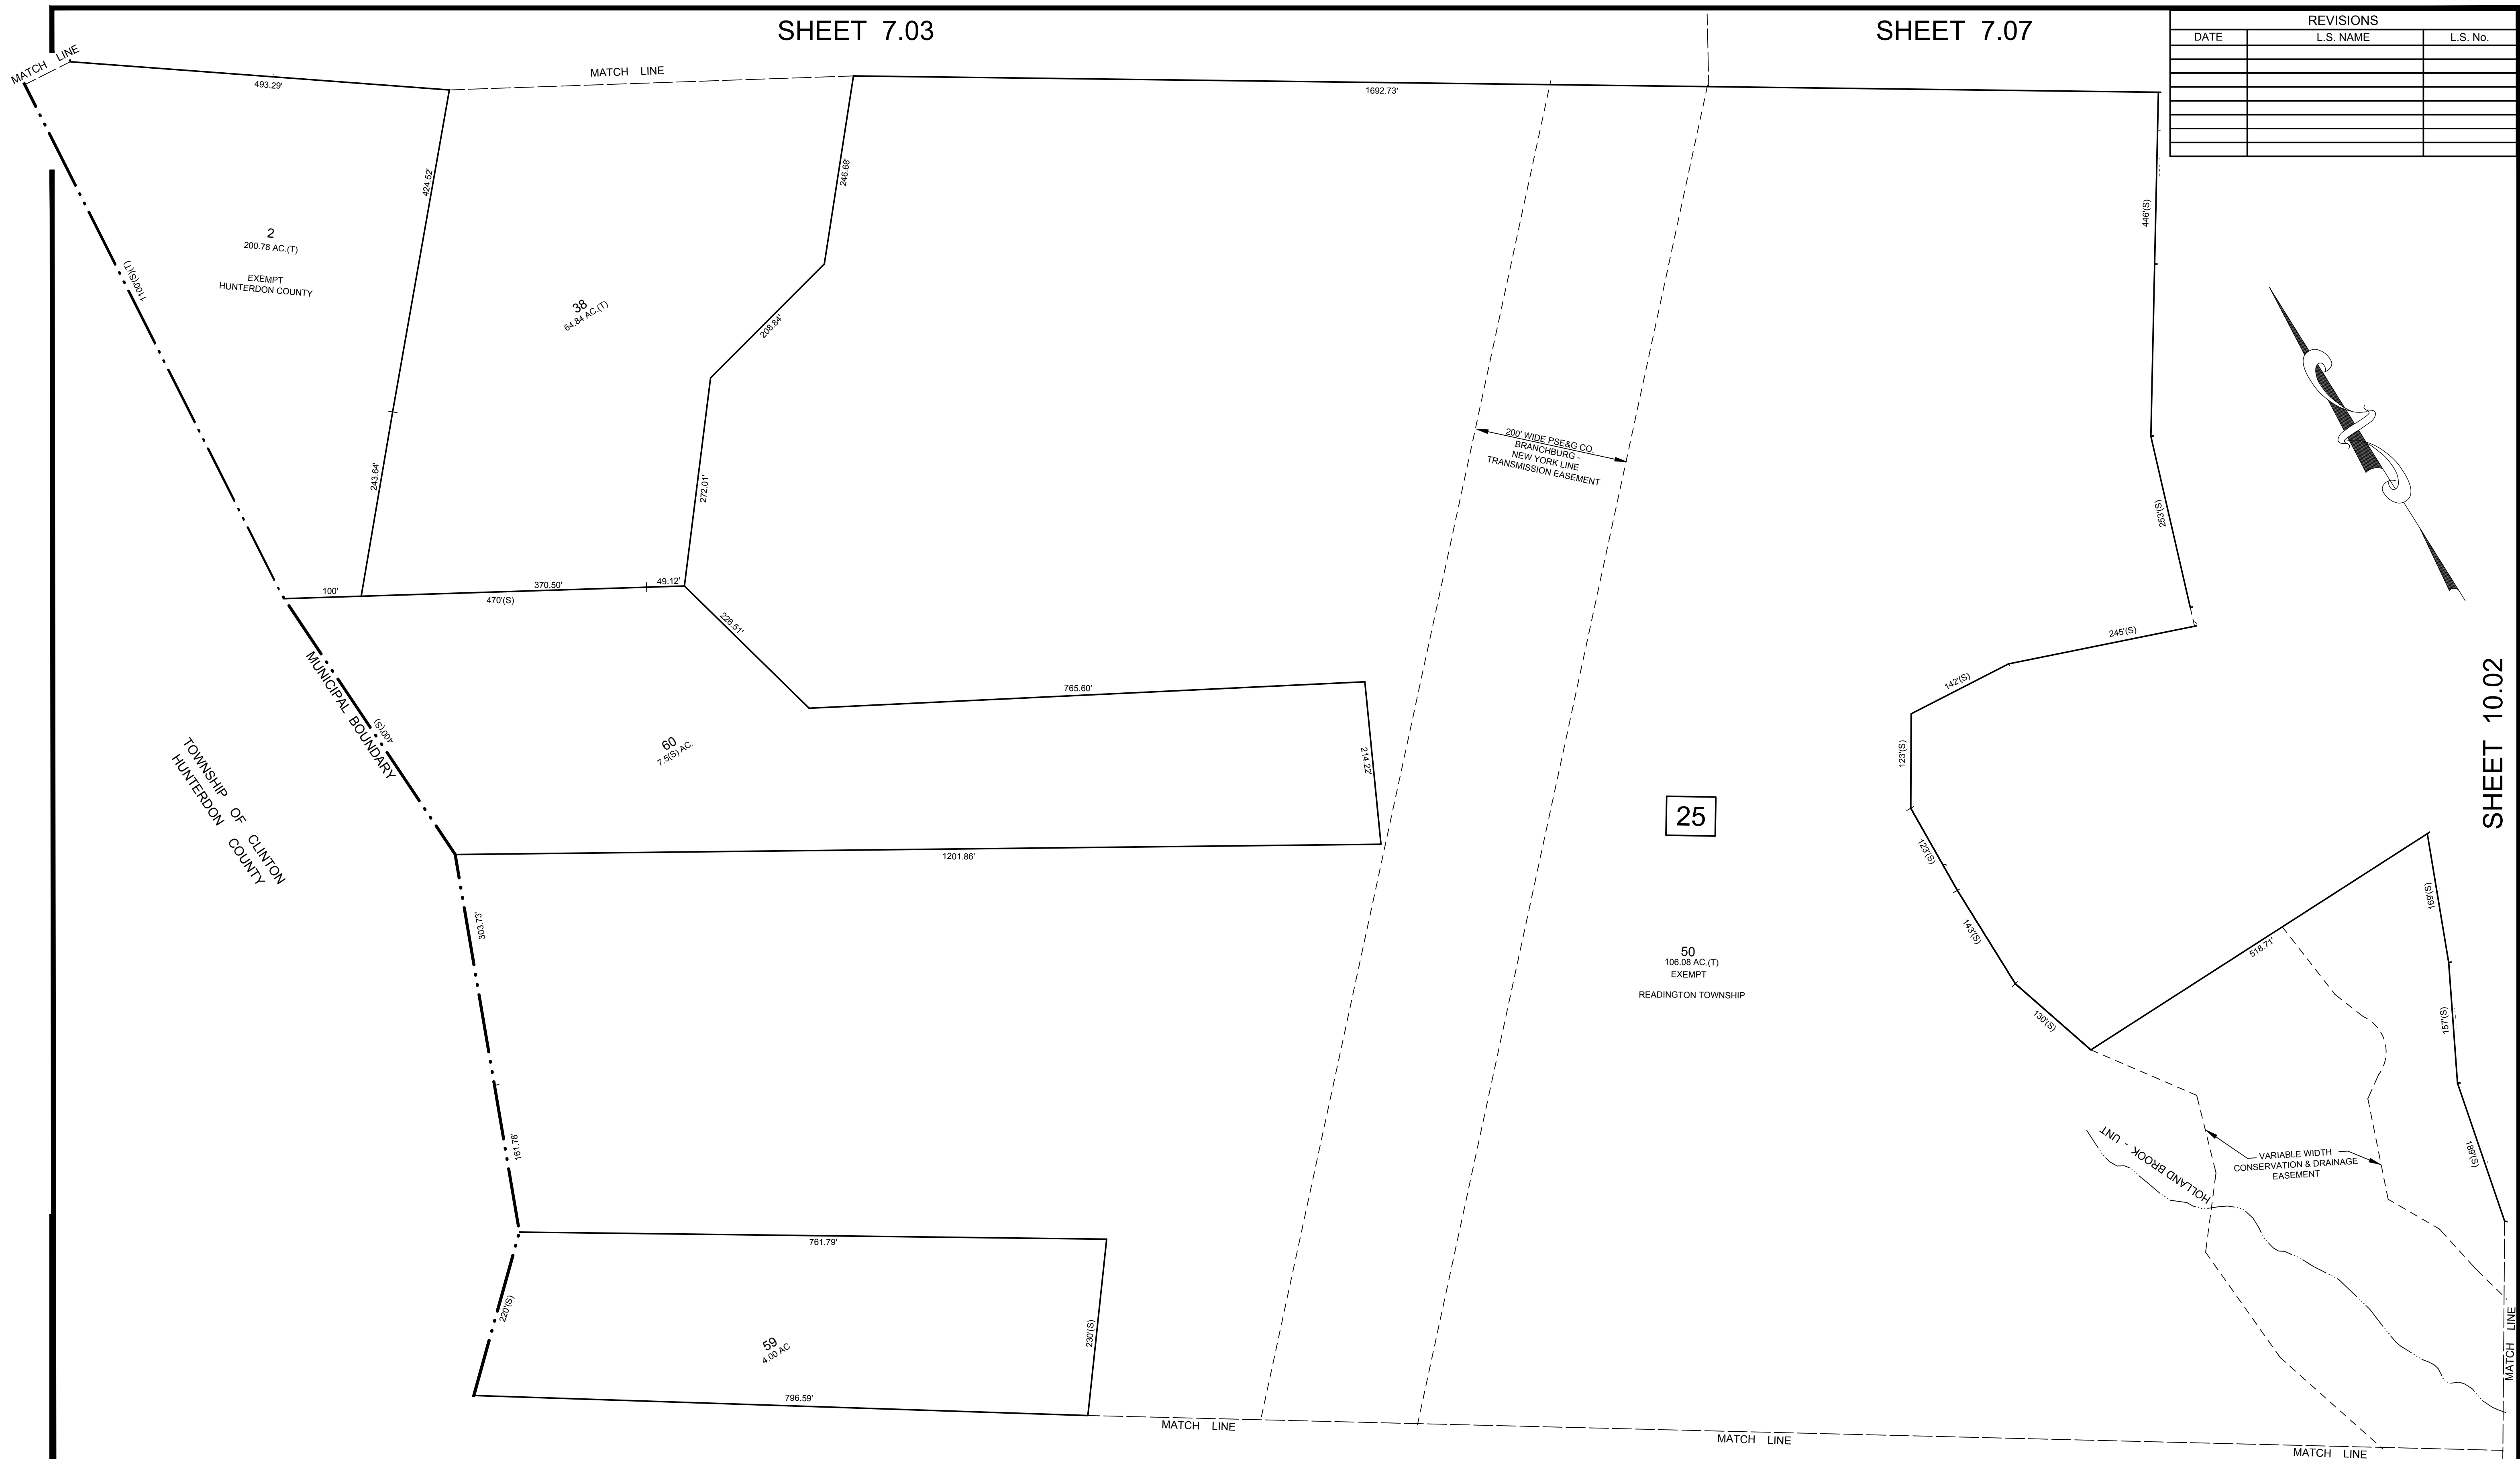 SHEET 7.03
SHEET 7.07
REVISIONS
DATE
L.S. NAME
L.S. No.
MATCH LINE
493.29'
MATCH LINE
1692.73'
424.52'
246.68'
446'(S)
2
200.78 AC.(T)
EXEMPT
HUNTERDON COUNTY
1100'(S)(T)
38
64.84 AC.(T)
208.84'
243.64'
272.01'
200' WIDE PSE&G CO.
BRANCHBURG -
NEW YORK LINE
TRANSMISSION EASEMENT
253'(S)
100'
370.50'
49.12'
470'(S)
226.51'
245'(S)
142'(S)
123'(S)
SHEET 10.02
MUNICIPAL BOUNDARY
400'(S)
765.60'
60
7.5(S) AC.
214.22'
TOWNSHIP OF CLINTON
HUNTERDON COUNTY
25
123'(S)
1201.86'
303.73'
143'(S)
169'(S)
518.71'
50
106.08 AC.(T)
EXEMPT
READINGTON TOWNSHIP
130'(S)
157'(S)
161.78'
HOLLAND BROOK - UNT
VARIABLE WIDTH
CONSERVATION & DRAINAGE
EASEMENT
189'(S)
761.79'
220'(S)
59
4.00 AC
230'(S)
796.59'
MATCH LINE
MATCH LINE
MATCH LINE
MATCH LINE